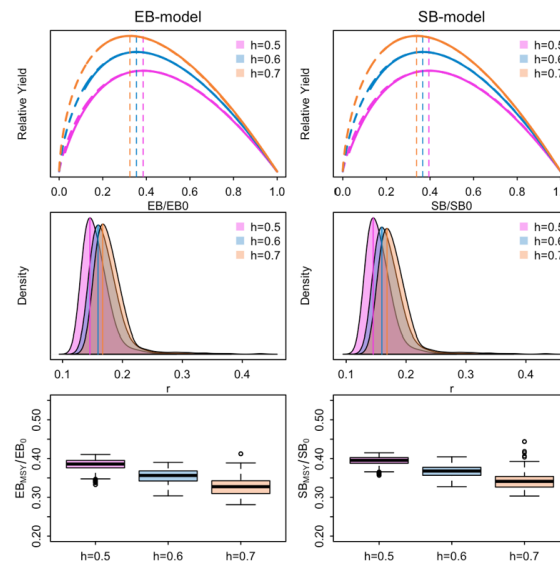 EB-model
SB-model
Relative Yield
h=0.5
h=0.6
h=0.7
0.0 0.2 0.4 0.6 0.8 1.0
EB/EB0
Relative Yield
h=0.5
h=0.6
h=0.7
0.0 0.2 0.4 0.6 0.8 1
SB/SB0
Density
h=0.5
h=0.6
h=0.7
0.1 0.2 0.3 0.4
r
Density
h=0.5
h=0.6
h=0.7
0.1 0.2 0.3 0.4
r
EBMSY/EB0
0.50
0.40
0.30
0.20
h=0.5 h=0.6 h=0.7
SBMSY/SB0
0.50
0.40
0.30
0.20
h=0.5 h=0.6 h=0.7